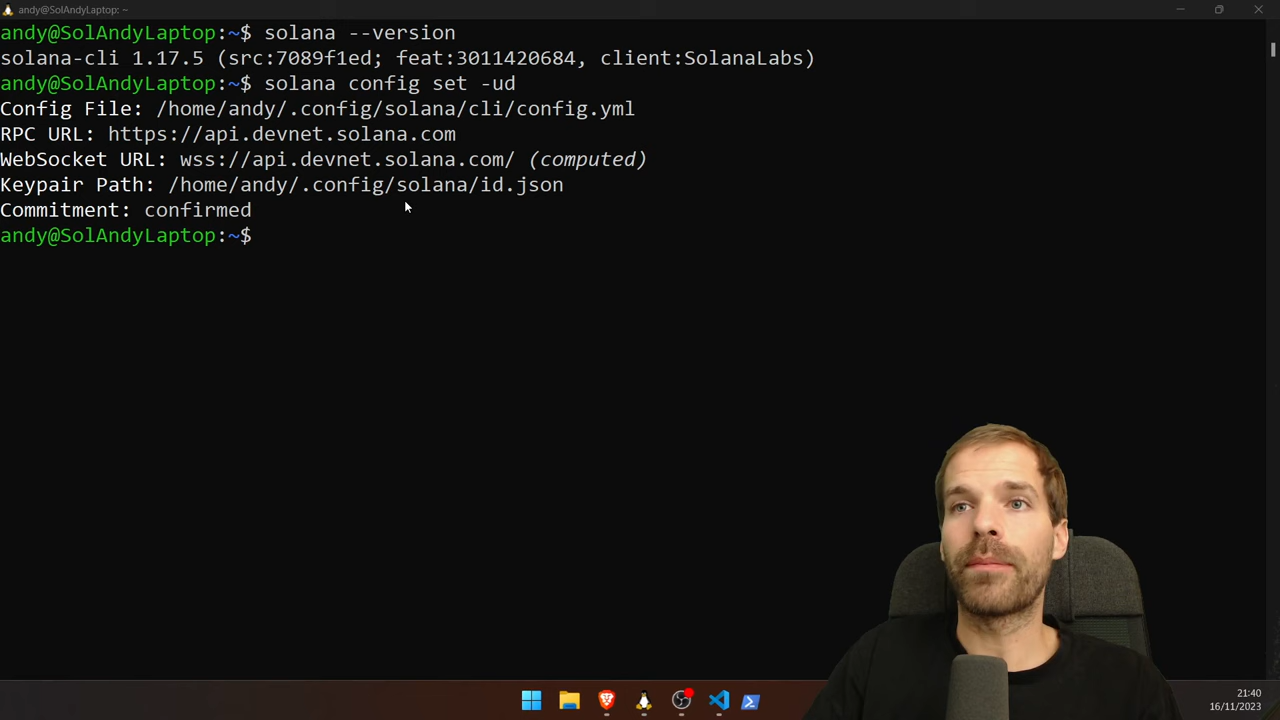 andy@SolAndyLaptop: ~
andy@SolAndyLaptop:~$ solana --version
solana-cli 1.17.5 (src:7089f1ed; feat:3011420684, client:SolanaLabs)
andy@SolAndyLaptop:~$ solana config set -ud
Config File: /home/andy/.config/solana/cli/config.yml
RPC URL: https://api.devnet.solana.com
WebSocket URL: wss://api.devnet.solana.com/ (computed)
Keypair Path: /home/andy/.config/solana/id.json
Commitment: confirmed
andy@SolAndyLaptop:~$
21:40
16/11/2023